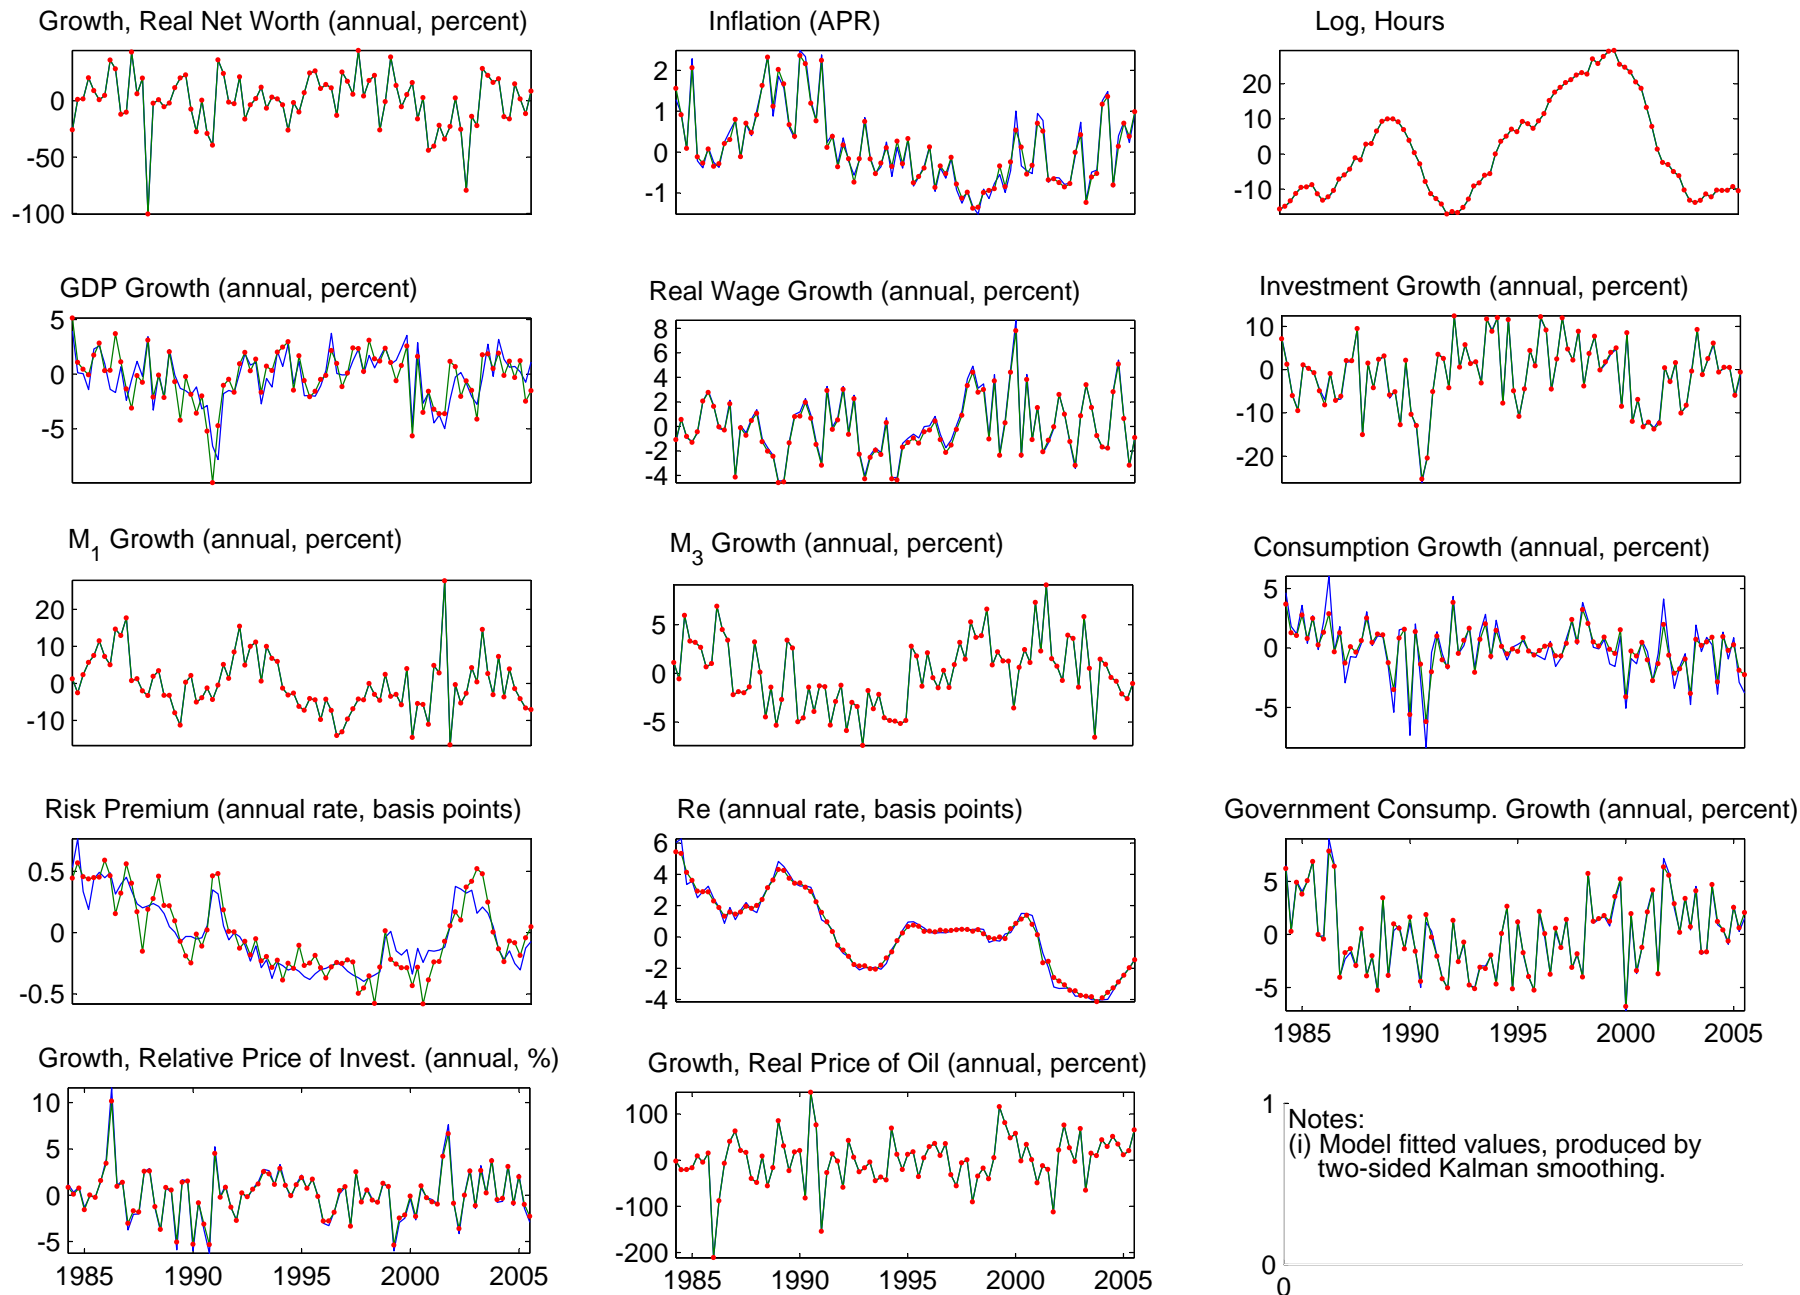 Growth, Real Net Worth (annual, percent)
0
-50
-100
Inflation (APR)
2
1
0
-1
Log, Hours
20
10
0
-10
GDP Growth (annual, percent)
5
0
-5
Real Wage Growth (annual, percent)
8
6
4
2
0
-2
-4
Investment Growth (annual, percent)
10
0
-10
-20
M1 Growth (annual, percent)
20
10
0
-10
M3 Growth (annual, percent)
5
0
-5
Consumption Growth (annual, percent)
5
0
-5
Risk Premium (annual rate, basis points)
0.5
0
-0.5
Re (annual rate, basis points)
6
4
2
0
-2
-4
Government Consump. Growth (annual, percent)
5
0
-5
1985 1990 1995 2000 2005
Growth, Relative Price of Invest. (annual, %)
10
5
0
-5
1985 1990 1995 2000 2005
Growth, Real Price of Oil (annual, percent)
100
0
-100
-200
1985 1990 1995 2000 2005
1
Notes:
(i) Model fitted values, produced by
two-sided Kalman smoothing.
0
0